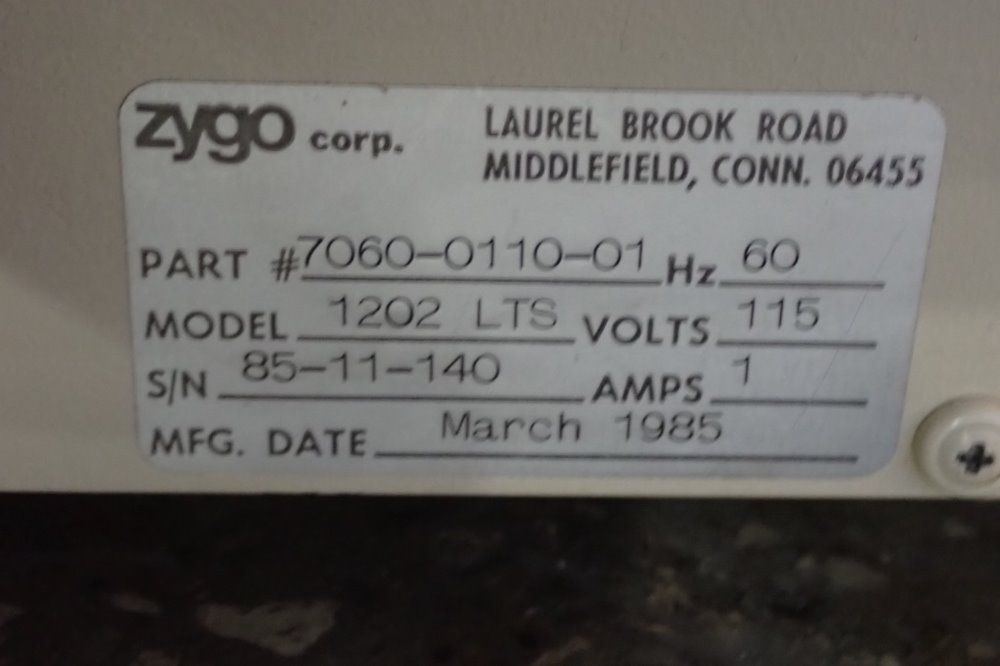 zygo corp. LAUREL BROOK ROAD
MIDDLEFIELD, CONN. 06455
PART #7060-0110-01 Hz 60
MODEL 1202 LTS VOLTS 115
S/N 85-11-140 AMPS 1
MFG. DATE March 1985